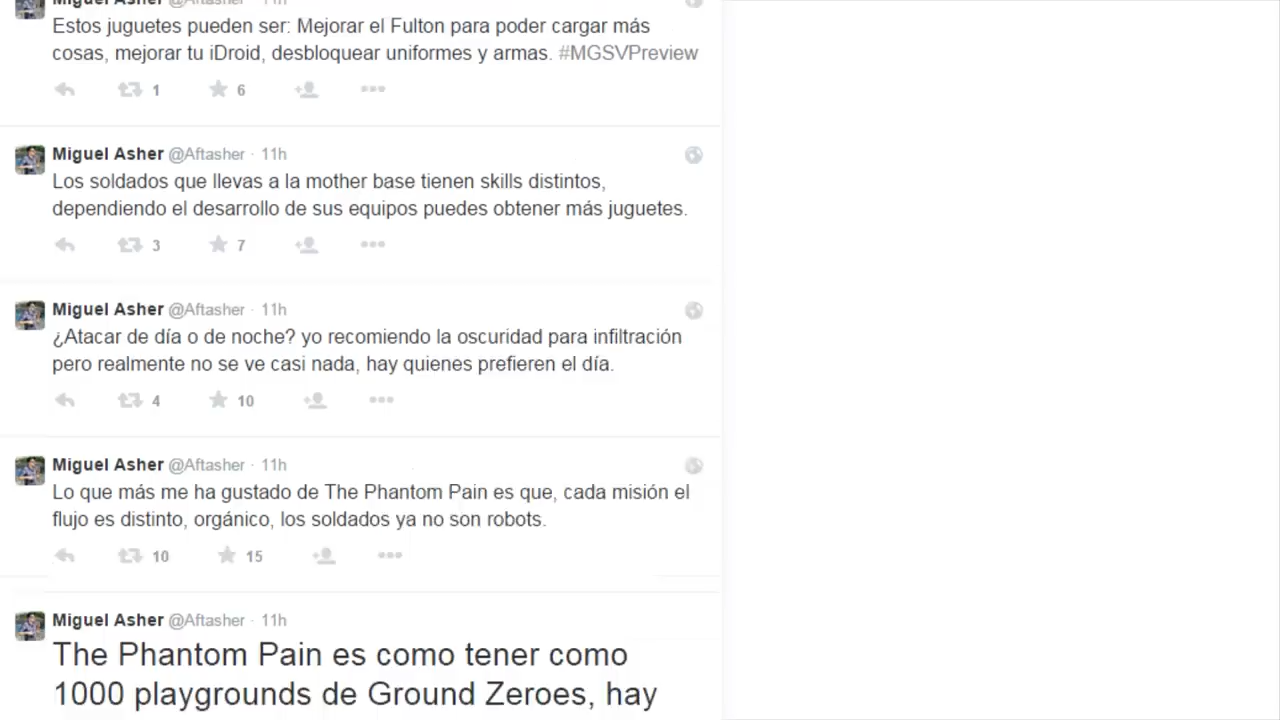 Miguel Asher @Aftasher · 11h
Estos juguetes pueden ser: Mejorar el Fulton para poder cargar más
cosas, mejorar tu iDroid, desbloquear uniformes y armas. #MGSVPreview
1 6
Miguel Asher @Aftasher · 11h
Los soldados que llevas a la mother base tienen skills distintos,
dependiendo el desarrollo de sus equipos puedes obtener más juguetes.
3 7
Miguel Asher @Aftasher · 11h
¿Atacar de día o de noche? yo recomiendo la oscuridad para infiltración
pero realmente no se ve casi nada, hay quienes prefieren el día.
4 10
Miguel Asher @Aftasher · 11h
Lo que más me ha gustado de The Phantom Pain es que, cada misión el
flujo es distinto, orgánico, los soldados ya no son robots.
10 15
Miguel Asher @Aftasher · 11h
The Phantom Pain es como tener como
1000 playgrounds de Ground Zeroes, hay